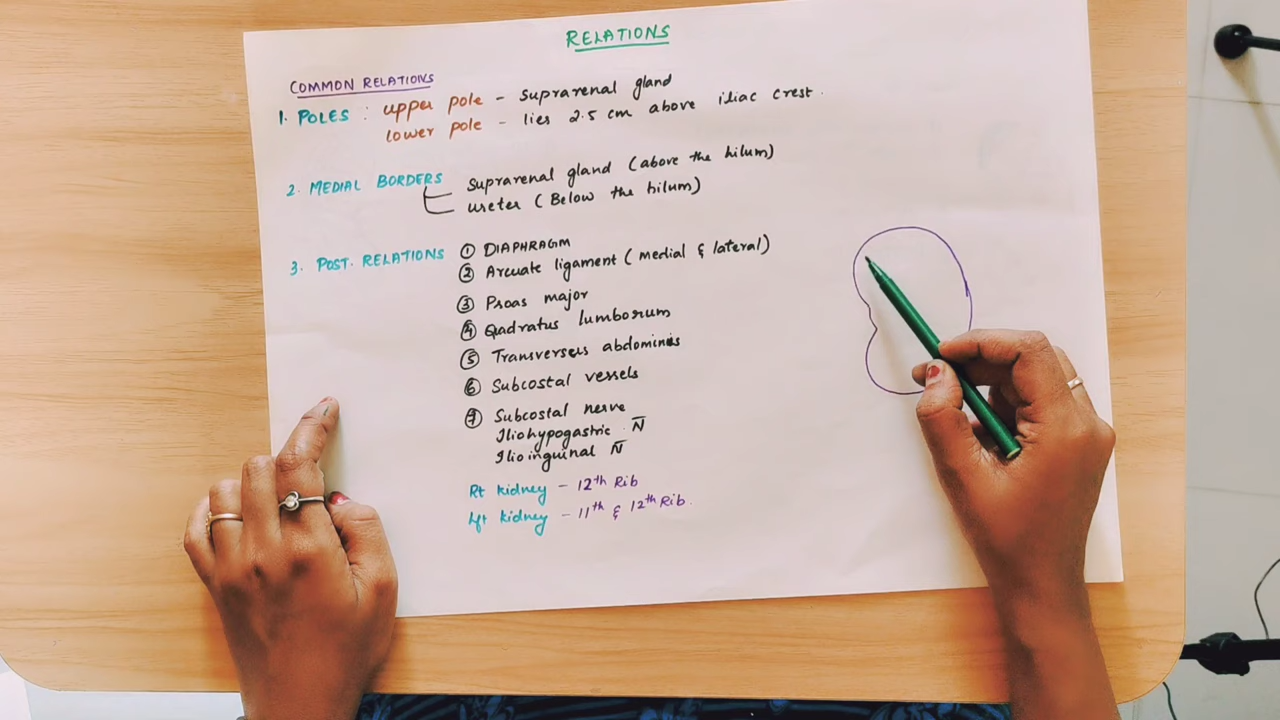 RELATIONS
COMMON RELATIONS
1. POLES : upper pole - suprarenal gland
lower pole - lies 2.5 cm above iliac crest.
2. MEDIAL BORDERS
suprarenal gland (above the hilum)
ureter (Below the hilum)
3. POST. RELATIONS
① DIAPHRAGM
② Arcuate ligament (medial & lateral)
③ Psoas major
④ Quadratus lumborum
⑤ Transversus abdominis
⑥ Subcostal vessels
⑦ Subcostal nerve
Iliohypogastric N̅
Ilioinguinal N̅
Rt kidney - 12th Rib
Lft kidney - 11th & 12th Rib.